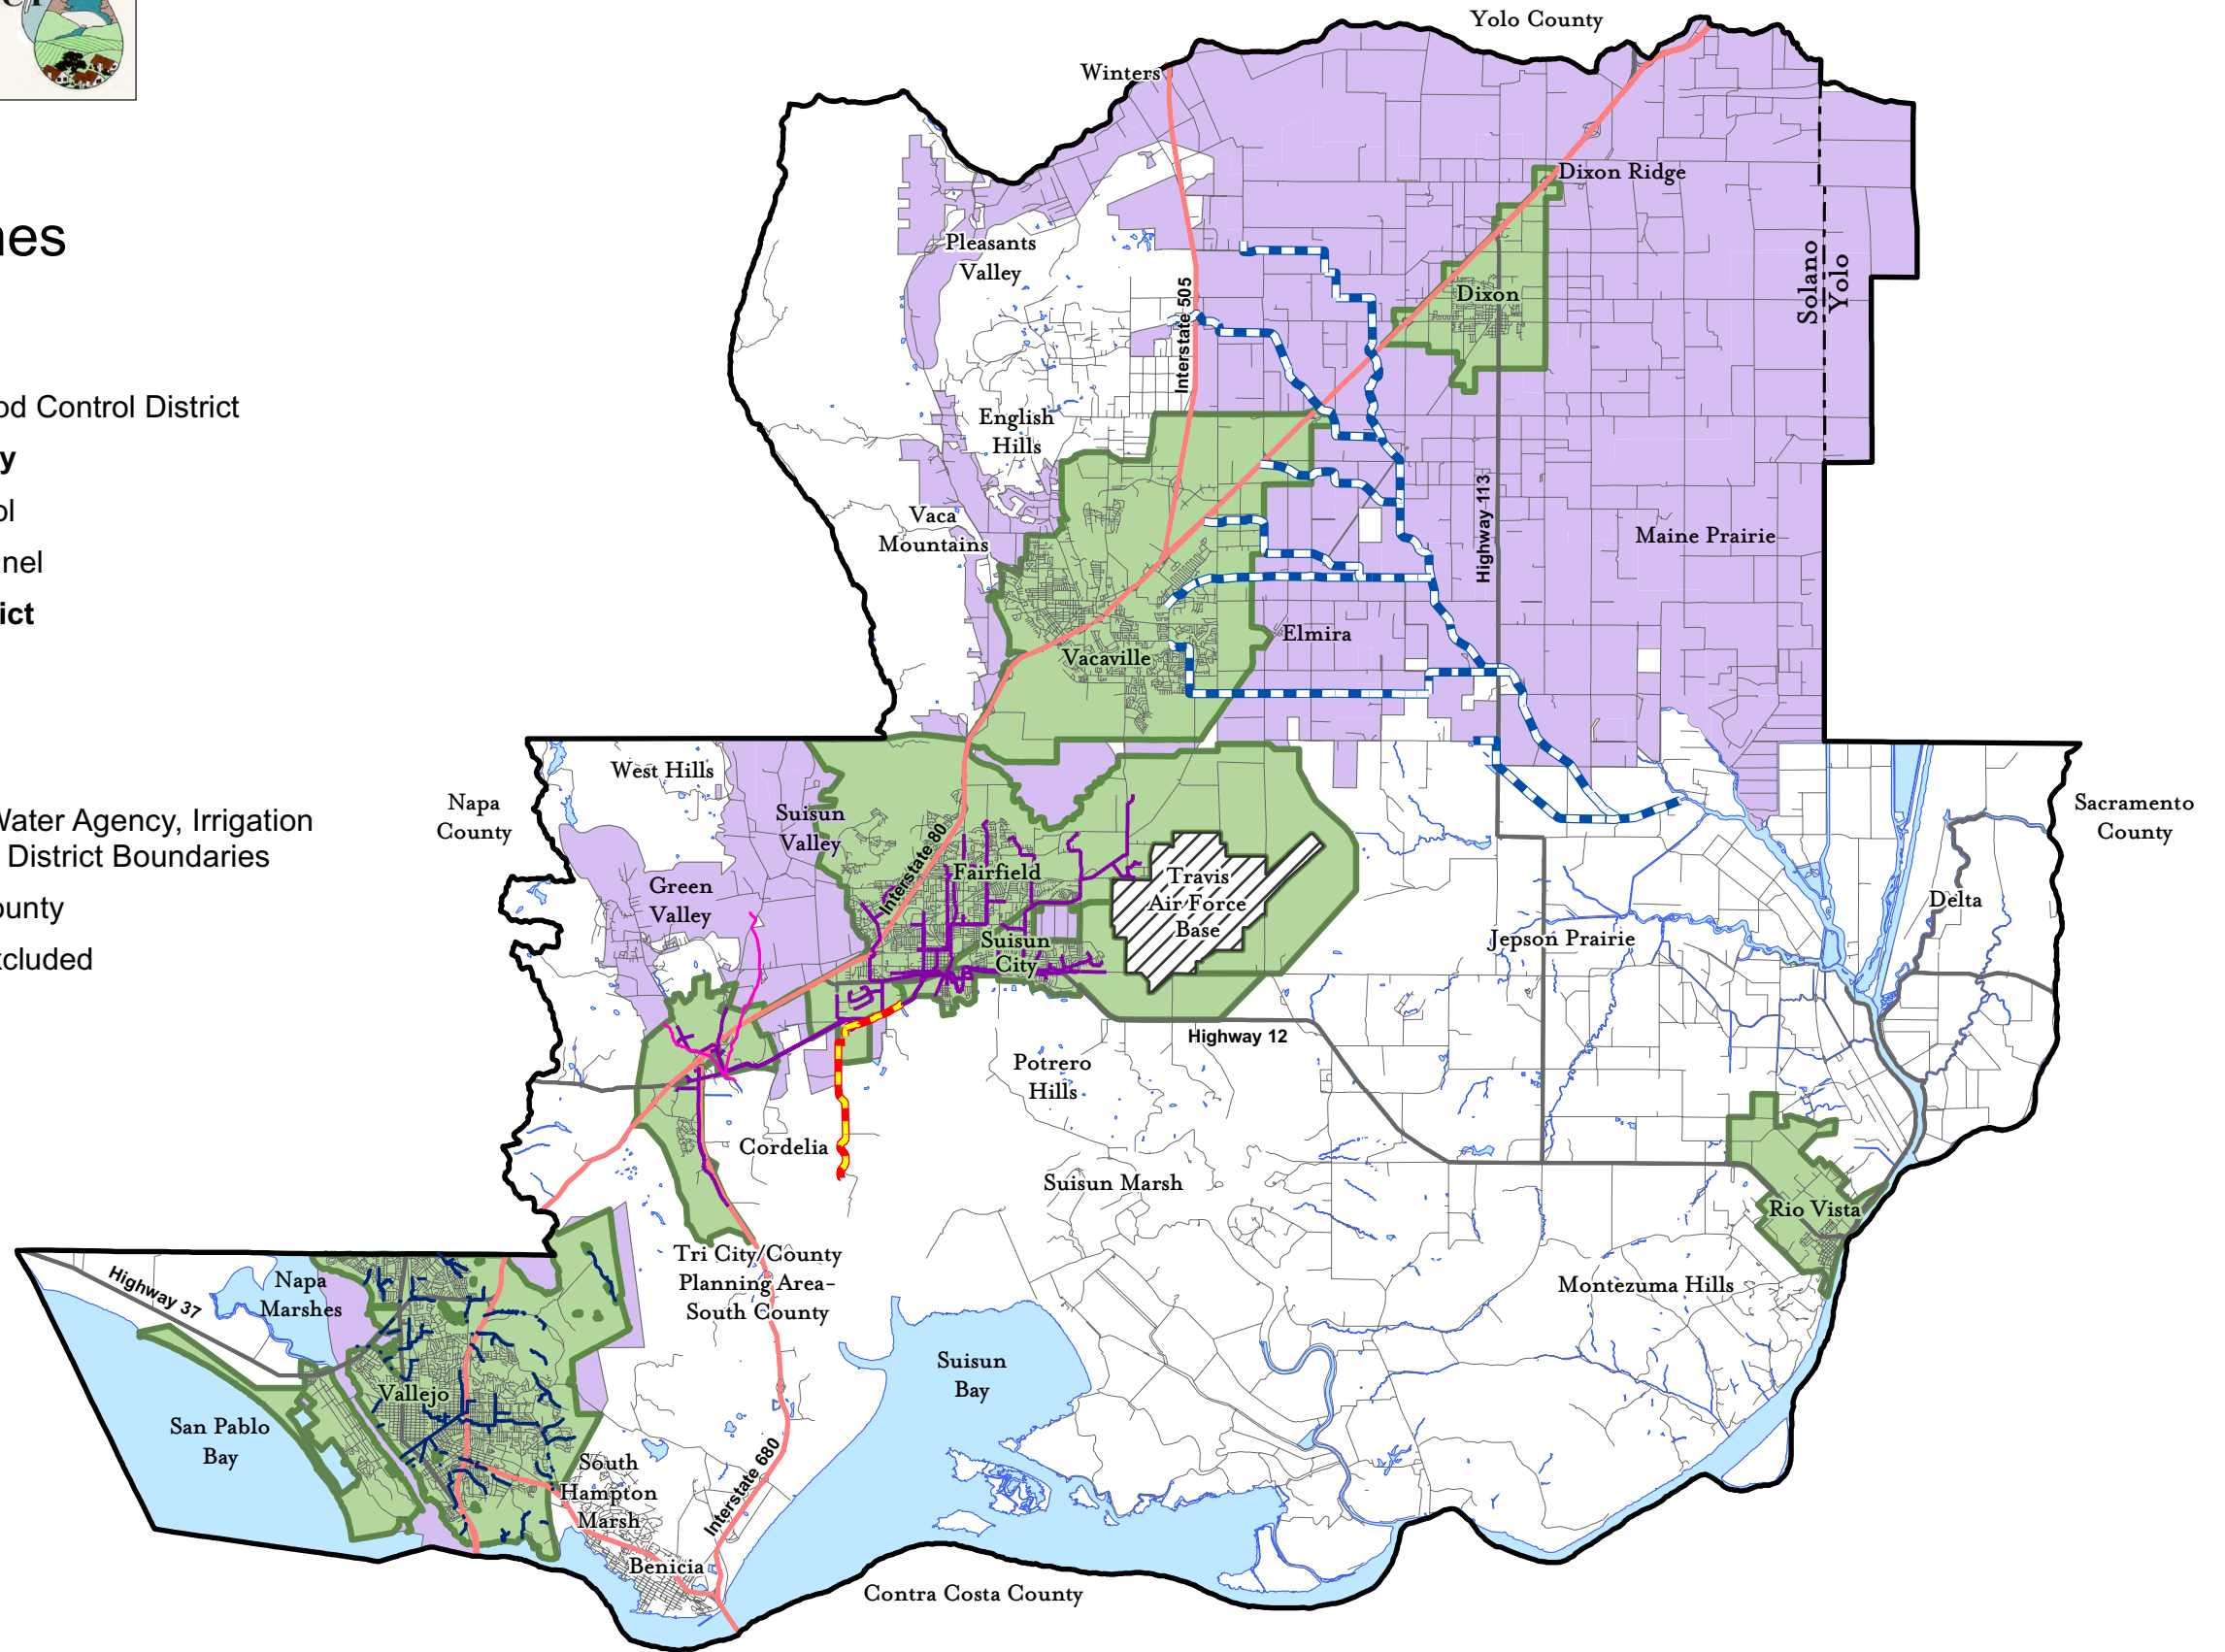 Yolo County
Winters
Dixon Ridge
nes
Pleasants
Valley
Solano
Yolo
Interstate 505
Dixon
od Control District
English
Hills
y
ol
Highway 113
Vaca
Mountains
Maine Prairie
nel
ict
Elmira
Vacaville
West Hills
Napa
County
Suisun
Valley
Sacramento
County
Water Agency, Irrigation
District Boundaries
Interstate 80
Fairfield
Travis
Air Force
Base
Green
Valley
Delta
ounty
Suisun
City
Jepson Prairie
xcluded
Highway 12
Potrero
Hills
Cordelia
Suisun Marsh
Rio Vista
Tri City/County
Planning Area-
South County
Napa
Marshes
Highway 37
Montezuma Hills
Suisun
Bay
Vallejo
San Pablo
Bay
South
Hampton
Marsh
Interstate 680
Benicia
Contra Costa County